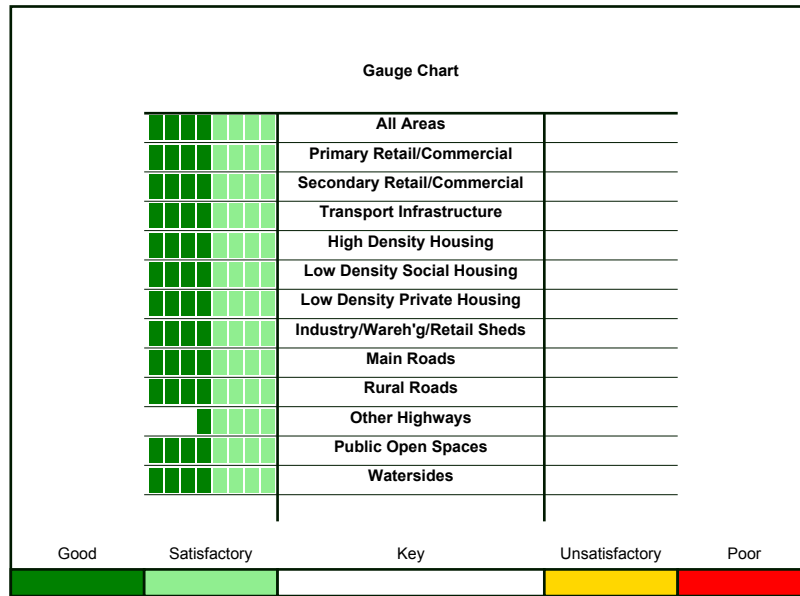 Gauge Chart
All Areas
Primary Retail/Commercial
Secondary Retail/Commercial
Transport Infrastructure
High Density Housing
Low Density Social Housing
Low Density Private Housing
Industry/Wareh'g/Retail Sheds
Main Roads
Rural Roads
Other Highways
Public Open Spaces
Watersides
Good Satisfactory Key Unsatisfactory Poor